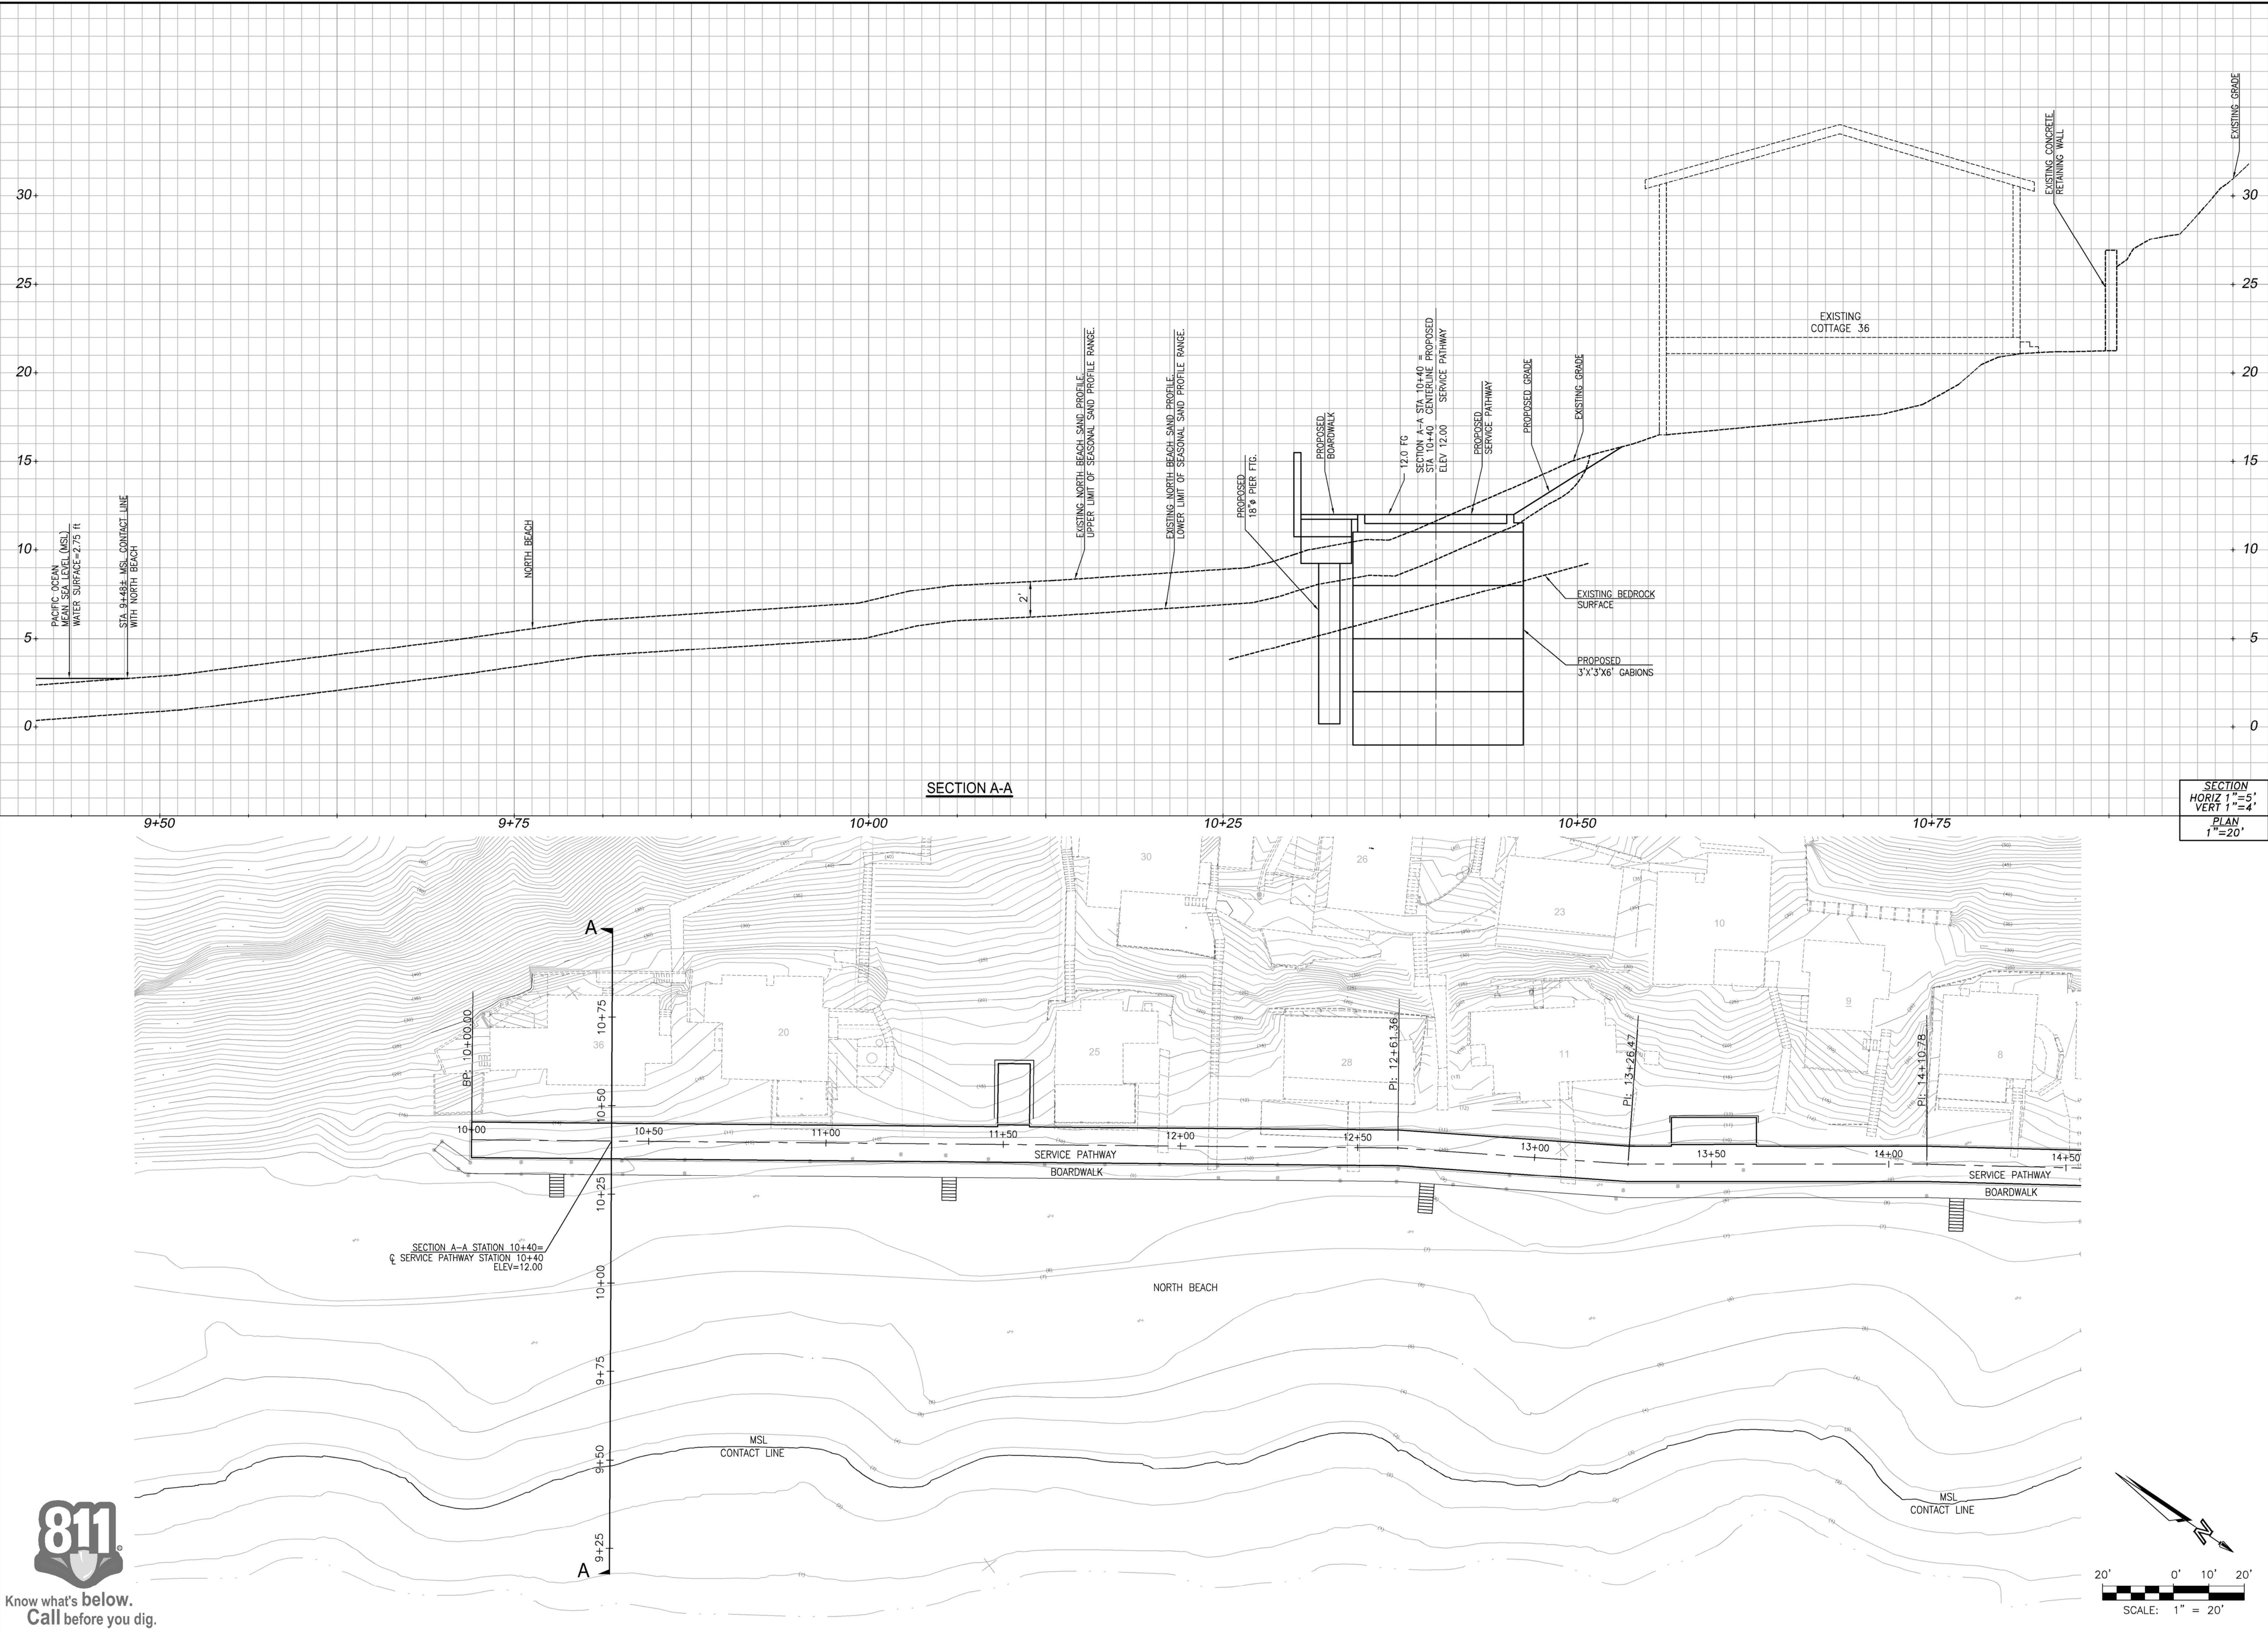 EXISTING GRADE
EXISTING CONCRETE
RETAINING WALL
30
30
25
25
20
20
15
15
10
10
5
5
0
0
PACIFIC OCEAN
MEAN SEA LEVEL (MSL)
WATER SURFACE=2.75 ft
STA 9+48± MSL CONTACT LINE
WITH NORTH BEACH
NORTH BEACH
EXISTING NORTH BEACH SAND PROFILE.
UPPER LIMIT OF SEASONAL SAND PROFILE RANGE.
EXISTING NORTH BEACH SAND PROFILE.
LOWER LIMIT OF SEASONAL SAND PROFILE RANGE.
2'
PROPOSED
18"ø PIER FTG.
PROPOSED
BOARDWALK
12.0 FG
SECTION A-A STA 10+40 =
STA 10+40 CENTERLINE PROPOSED
ELEV 12.00 SERVICE PATHWAY
PROPOSED
SERVICE PATHWAY
PROPOSED GRADE
EXISTING GRADE
EXISTING
COTTAGE 36
EXISTING BEDROCK
SURFACE
PROPOSED
3'X'3'X6' GABIONS
SECTION A-A
SECTION
HORIZ 1"=5'
VERT 1"=4'
PLAN
1"=20'
9+50
9+75
10+00
10+25
10+50
10+75
A
30
26
23
10
36
20
25
28
11
9
8
BP: 10+00.00
PI: 12+61.36
PI: 13+26.47
PI: 14+10.78
10+75
10+50
10+25
10+00
9+75
9+50
9+25
10+00
10+50
11+00
11+50
12+00
12+50
13+00
13+50
14+00
14+50
SERVICE PATHWAY
BOARDWALK
SERVICE PATHWAY
BOARDWALK
SECTION A-A STATION 10+40=
℄ SERVICE PATHWAY STATION 10+40
ELEV=12.00
NORTH BEACH
MSL
CONTACT LINE
MSL
CONTACT LINE
A
811
Know what's below.
Call before you dig.
N
20' 0' 10' 20'
SCALE: 1" = 20'